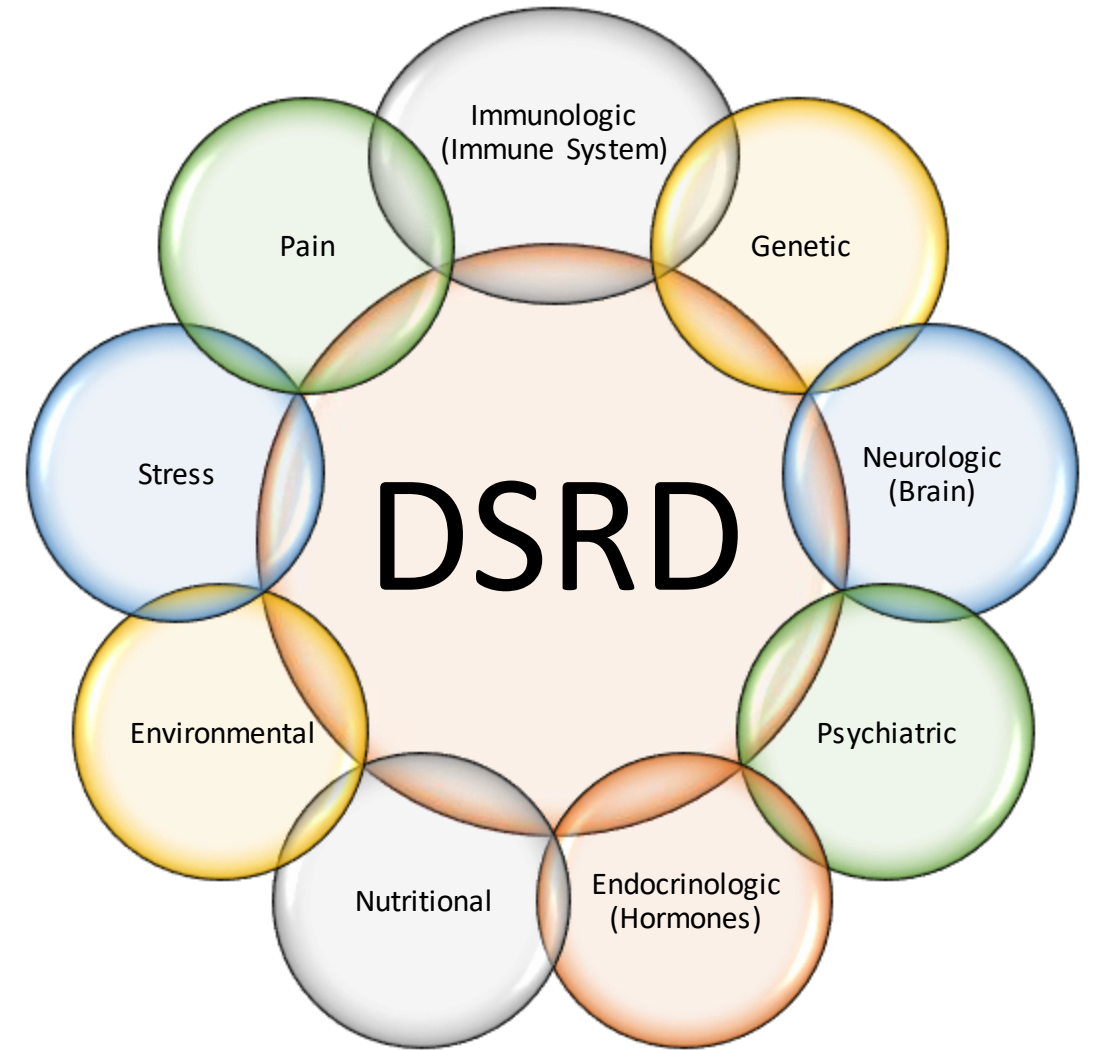 Immunologic
(Immune System)
Pain
Genetic
Stress
Neurologic
(Brain)
DSRD
Environmental
Psychiatric
Nutritional
Endocrinologic
(Hormones)